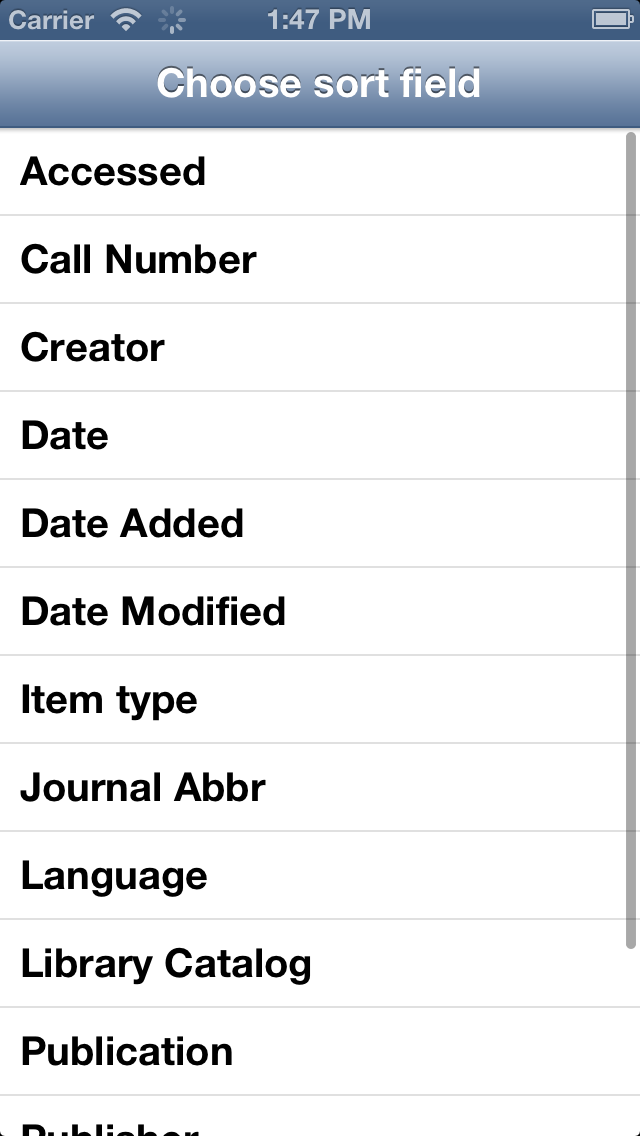 Carrier 1:47 PM
Choose sort field
Accessed
Call Number
Creator
Date
Date Added
Date Modified
Item type
Journal Abbr
Language
Library Catalog
Publication
Publisher